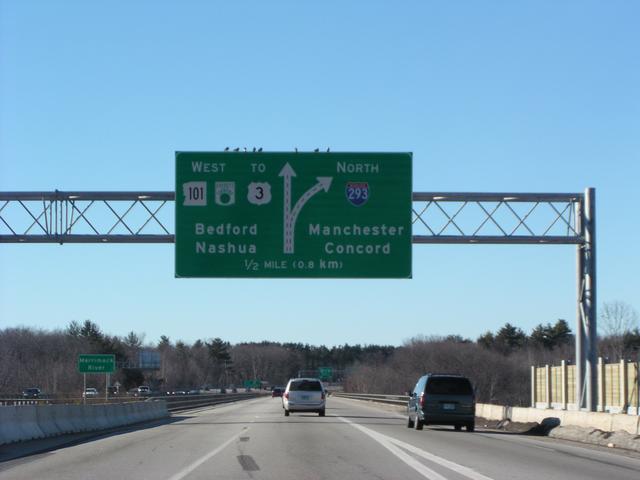 WEST TO NORTH
101 3 293
Bedford Manchester
Nashua Concord
½ MILE (0.8 km)
Merrimack
River